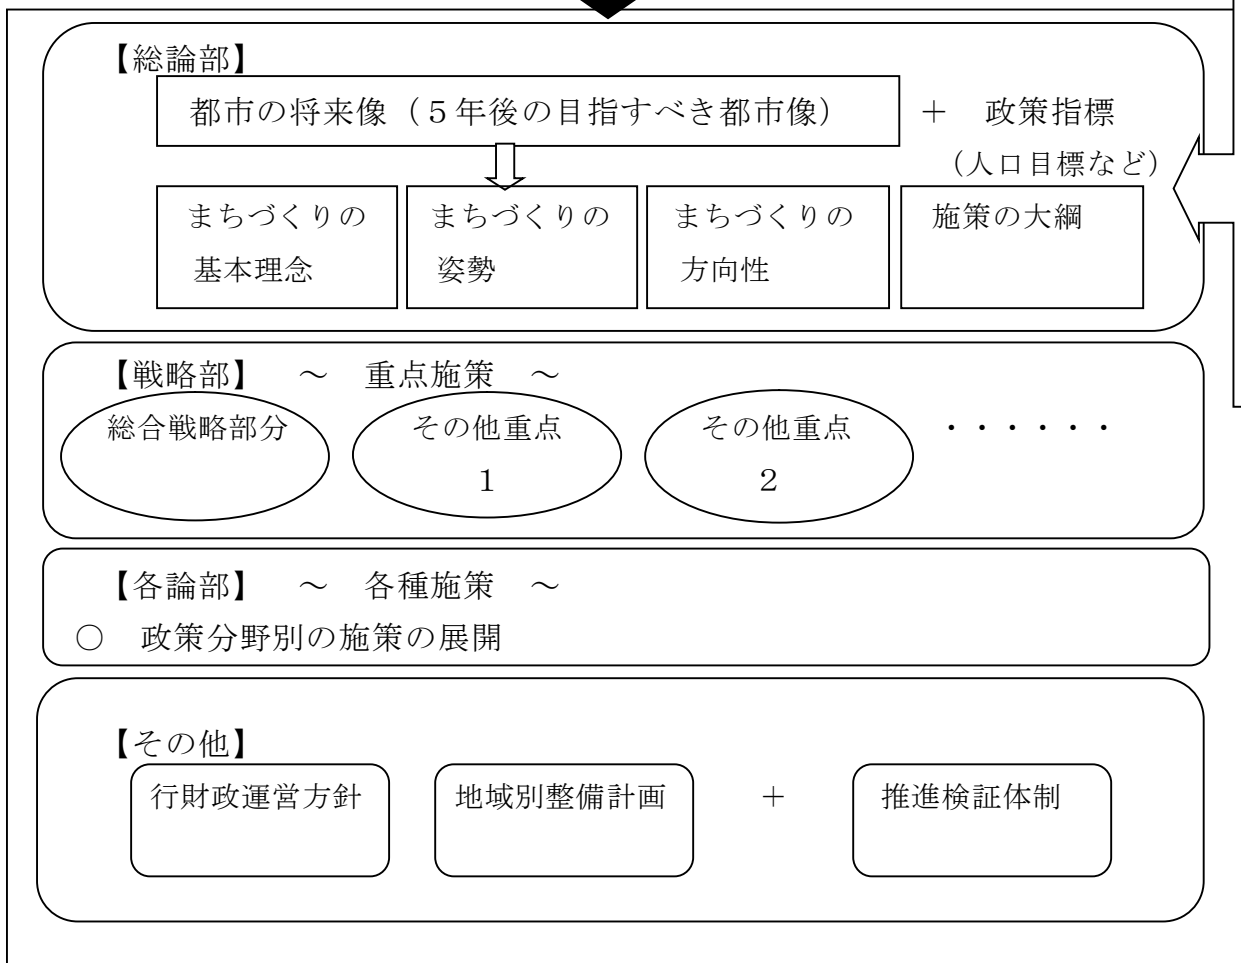 【総論部】
都市の将来像（５年後の目指すべき都市像） ＋ 政策指標
（人口目標など）
まちづくりの
基本理念
まちづくりの
姿勢
まちづくりの
方向性
施策の大綱
【戦略部】 ～ 重点施策 ～
総合戦略部分
その他重点
１
その他重点
２
・・・・・・
【各論部】 ～ 各種施策 ～
○ 政策分野別の施策の展開
【その他】
行財政運営方針
地域別整備計画
＋
推進検証体制